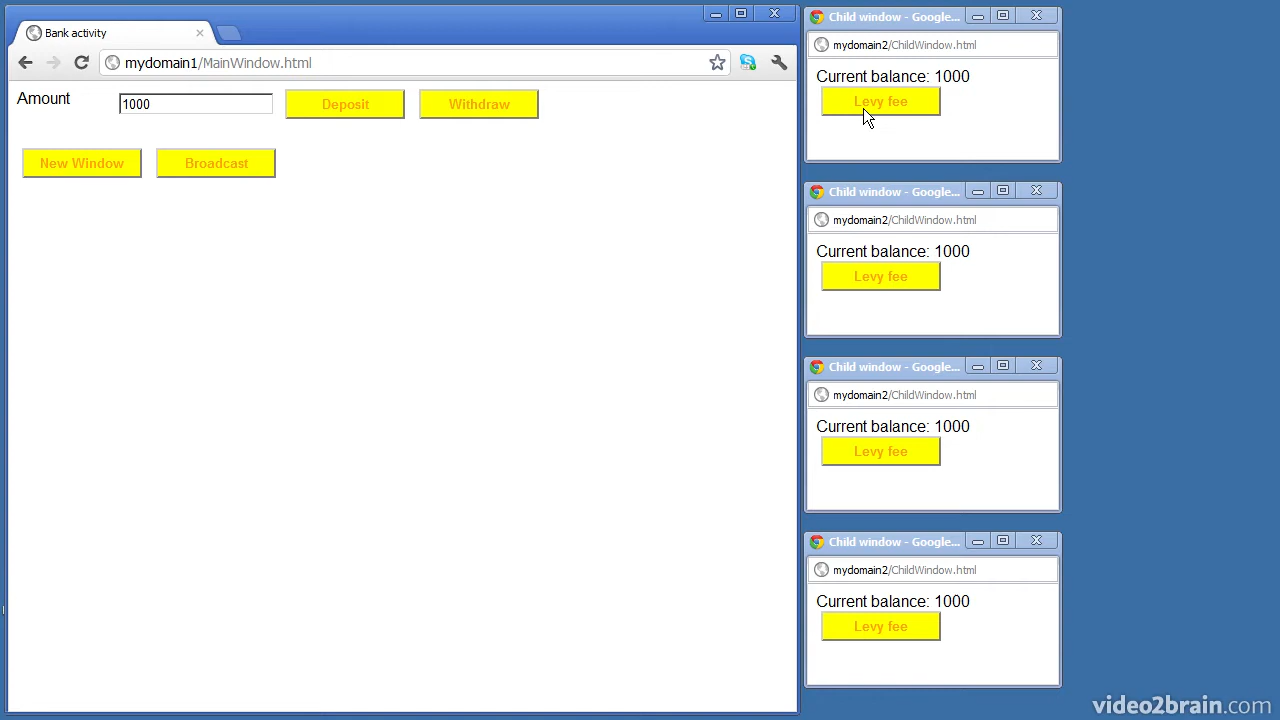 Bank activity
mydomain1/MainWindow.html
Amount 1000 Deposit Withdraw
New Window Broadcast
Child window - Google...
mydomain2/ChildWindow.html
Current balance: 1000
Levy fee
Child window - Google...
mydomain2/ChildWindow.html
Current balance: 1000
Levy fee
Child window - Google...
mydomain2/ChildWindow.html
Current balance: 1000
Levy fee
Child window - Google...
mydomain2/ChildWindow.html
Current balance: 1000
Levy fee
video2brain.com